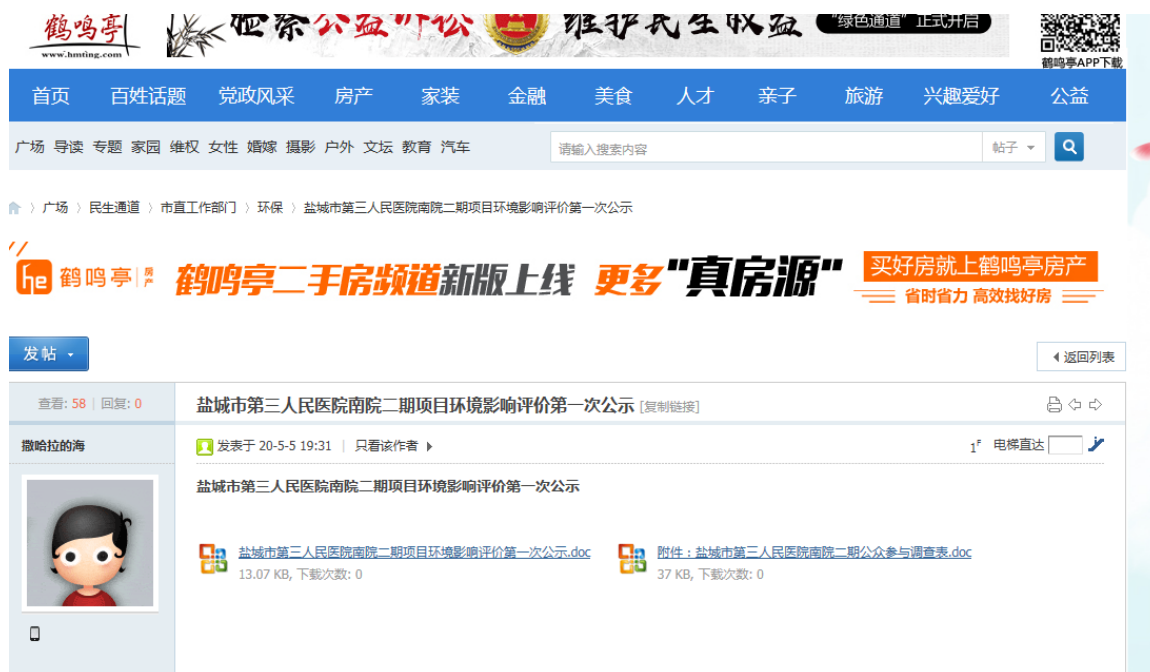 鹤鸣亭
www.hmting.com
检察公益诉讼 维护民生权益 "绿色通道" 正式开启
鹤鸣亭APP下载
首页 百姓话题 党政风采 房产 家装 金融 美食 人才 亲子 旅游 兴趣爱好 公益
广场 导读 专题 家园 维权 女性 婚嫁 摄影 户外 文坛 教育 汽车 请输入搜索内容 帖子
广场 〉 民生通道 〉 市直工作部门 〉 环保 〉 盐城市第三人民医院南院二期项目环境影响评价第一次公示
he 鹤鸣亭 房产 鹤鸣亭二手房频道新版上线 更多"真房源" 买好房就上鹤鸣亭房产
省时省力 高效找好房
发帖 返回列表
查看: 58 | 回复: 0 盐城市第三人民医院南院二期项目环境影响评价第一次公示 [复制链接]
撒哈拉的海 发表于 20-5-5 19:31 | 只看该作者 1# 电梯直达
盐城市第三人民医院南院二期项目环境影响评价第一次公示
盐城市第三人民医院南院二期项目环境影响评价第一次公示.doc 附件：盐城市第三人民医院南院二期公众参与调查表.doc
13.07 KB, 下载次数: 0 37 KB, 下载次数: 0